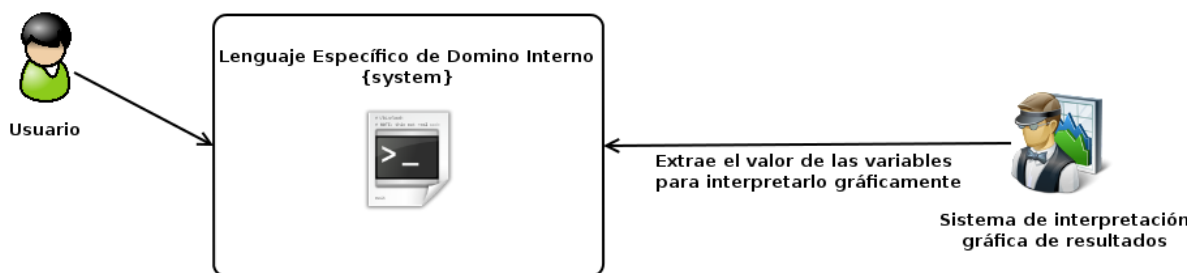 Lenguaje Específico de Domino Interno
{system}
>_
Usuario
Extrae el valor de las variables
para interpretarlo gráficamente
Sistema de interpretación
gráfica de resultados